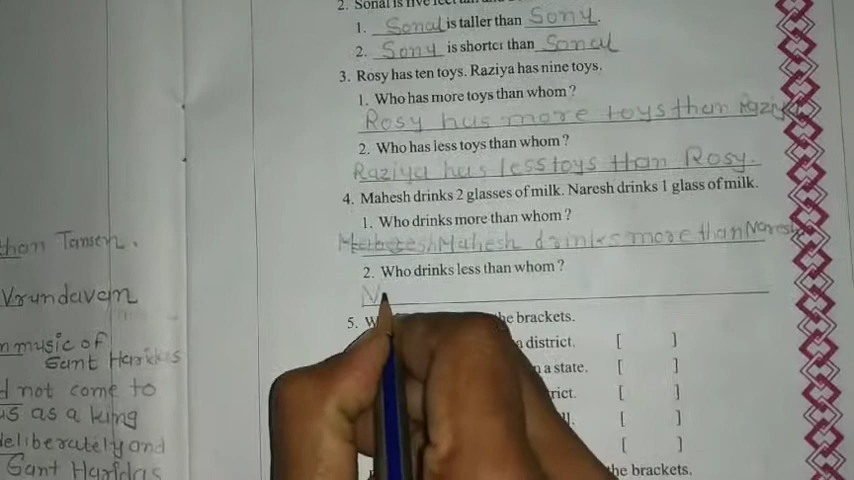 2. Sonal is five feet
1. Sonal is taller than Sony.
2. Sony is shorter than Sonal
3. Rosy has ten toys. Raziya has nine toys.
1. Who has more toys than whom?
Rosy has more toys than Raziya
2. Who has less toys than whom?
Raziya has less toys than Rosy.
4. Mahesh drinks 2 glasses of milk. Naresh drinks 1 glass of milk.
1. Who drinks more than whom?
Mahesh drinks more than Naresh
2. Who drinks less than whom?
N
5. W the brackets.
district. [ ]
in a state. [ ]
trict. [ ]
[ ]
[ ]
the brackets.
than Tansen.
Vrundavan
music of
Sant Haridas
not come to
us as a king
deliberately and
Sant Haridas